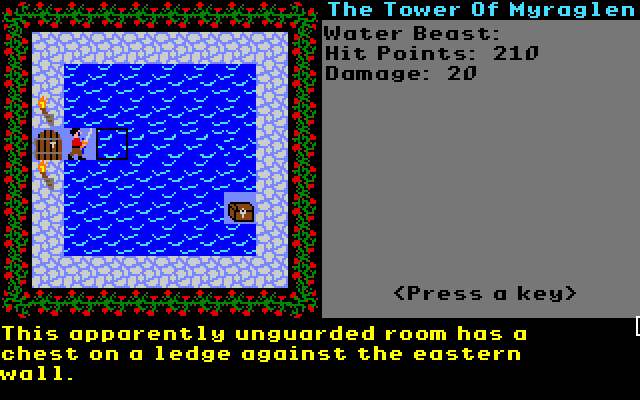 The Tower Of Myraglen
Water Beast:
Hit Points: 210
Damage: 20
<Press a key>
This apparently unguarded room has a
chest on a ledge against the eastern
wall.